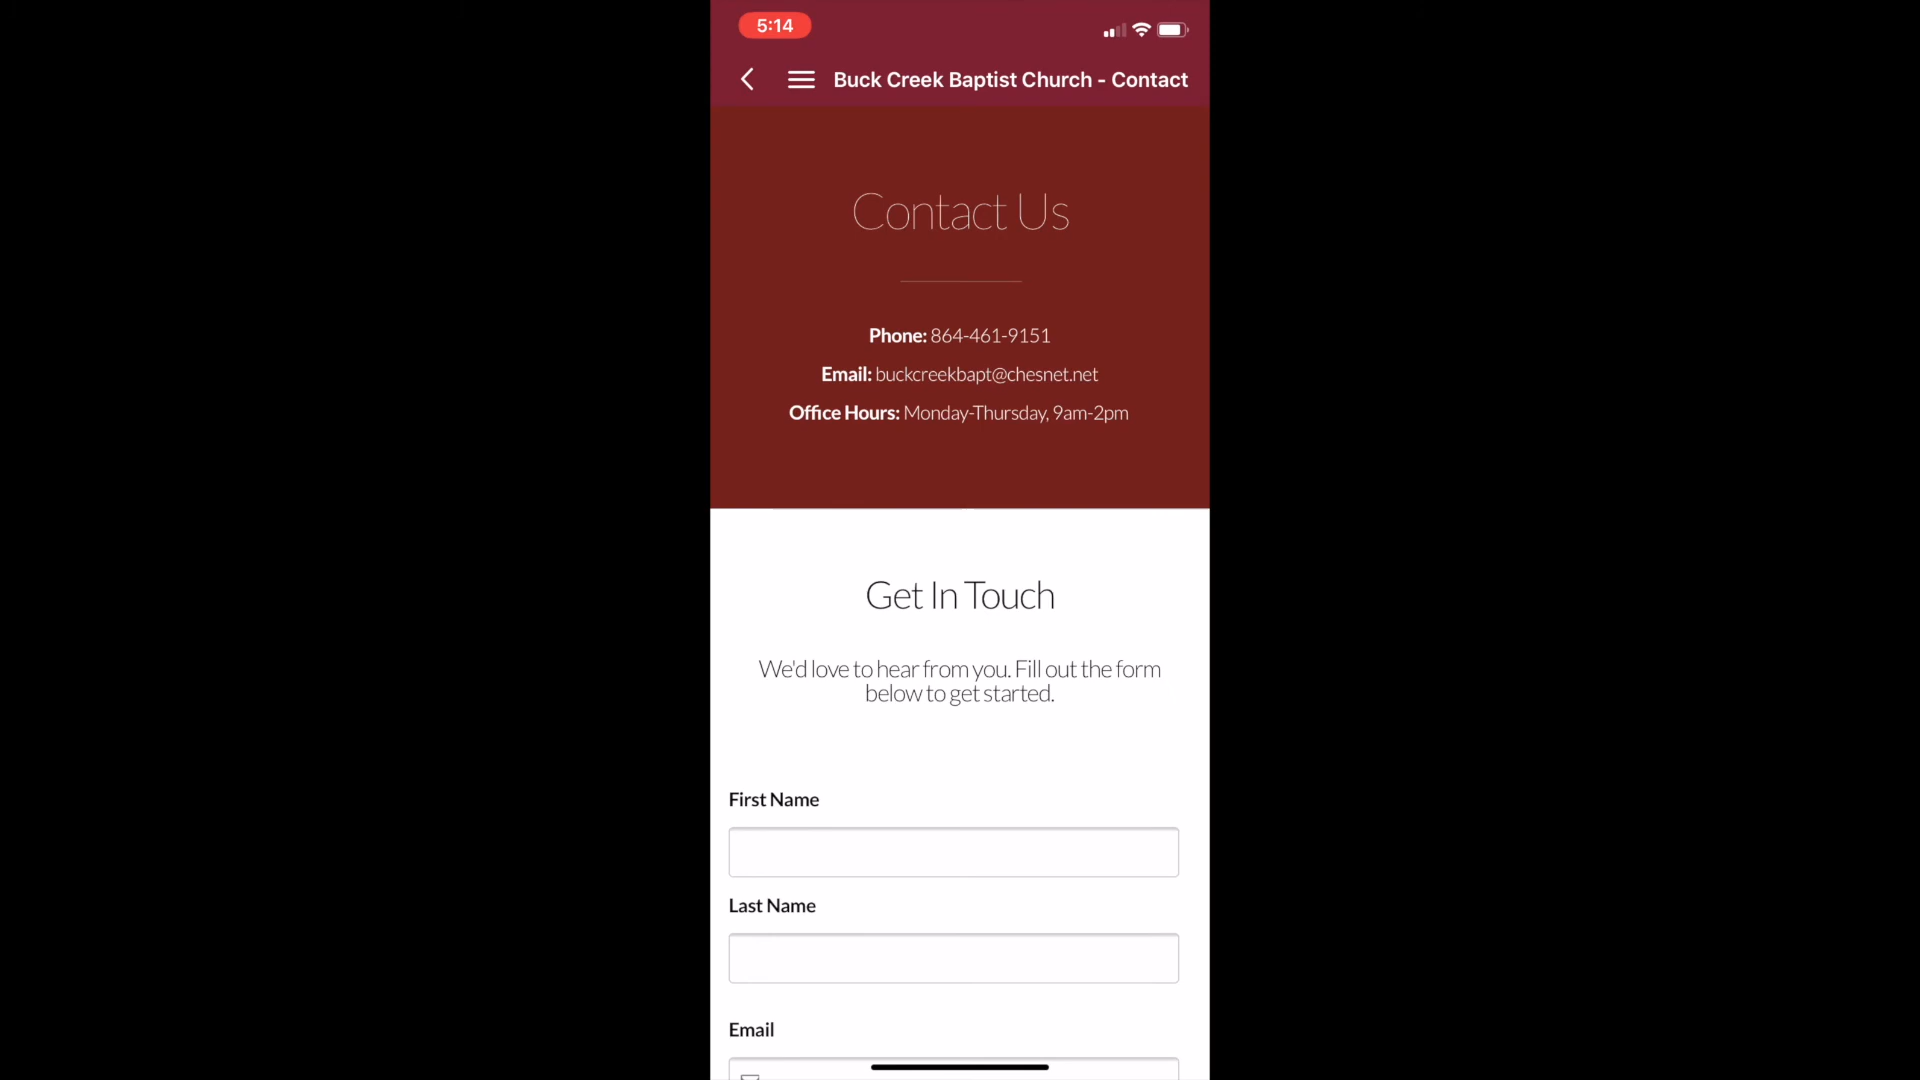 5:14
Buck Creek Baptist Church - Contact
Contact Us
Phone: 864-461-9151
Email: buckcreekbapt@chesnet.net
Office Hours: Monday-Thursday, 9am-2pm
Get In Touch
We'd love to hear from you. Fill out the form
below to get started.
First Name
Last Name
Email